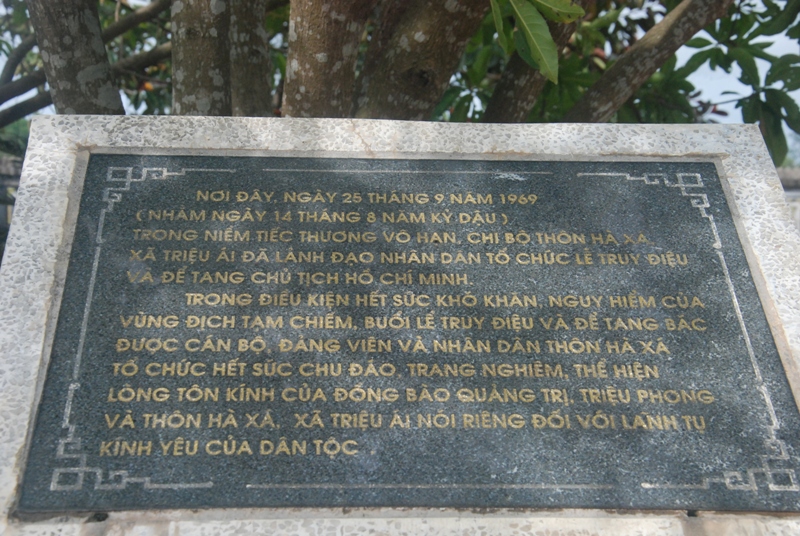 NƠI ĐÂY, NGÀY 25 THÁNG 9 NĂM 1969
( NHẰM NGÀY 14 THÁNG 8 NĂM KỶ DẬU )
TRONG NIỀM TIẾC THƯƠNG VÔ HẠN, CHI BỘ THÔN HÀ XÁ,
XÃ TRIỆU ÁI ĐÃ LÃNH ĐẠO NHÂN DÂN TỔ CHỨC LỄ TRUY ĐIỆU
VÀ ĐỂ TANG CHỦ TỊCH HỒ CHÍ MINH.
TRONG ĐIỀU KIỆN HẾT SỨC KHÓ KHĂN, NGUY HIỂM CỦA
VÙNG ĐỊCH TẠM CHIẾM, BUỔI LỄ TRUY ĐIỆU VÀ ĐỂ TANG BÁC
ĐƯỢC CÁN BỘ, ĐẢNG VIÊN VÀ NHÂN DÂN THÔN HÀ XÁ
TỔ CHỨC HẾT SỨC CHU ĐÁO, TRANG NGHIÊM, THỂ HIỆN
LÒNG TÔN KÍNH CỦA ĐỒNG BÀO QUẢNG TRỊ, TRIỆU PHONG
VÀ THÔN HÀ XÁ, XÃ TRIỆU ÁI NÓI RIÊNG ĐỐI VỚI LÃNH TỤ
KÍNH YÊU CỦA DÂN TỘC